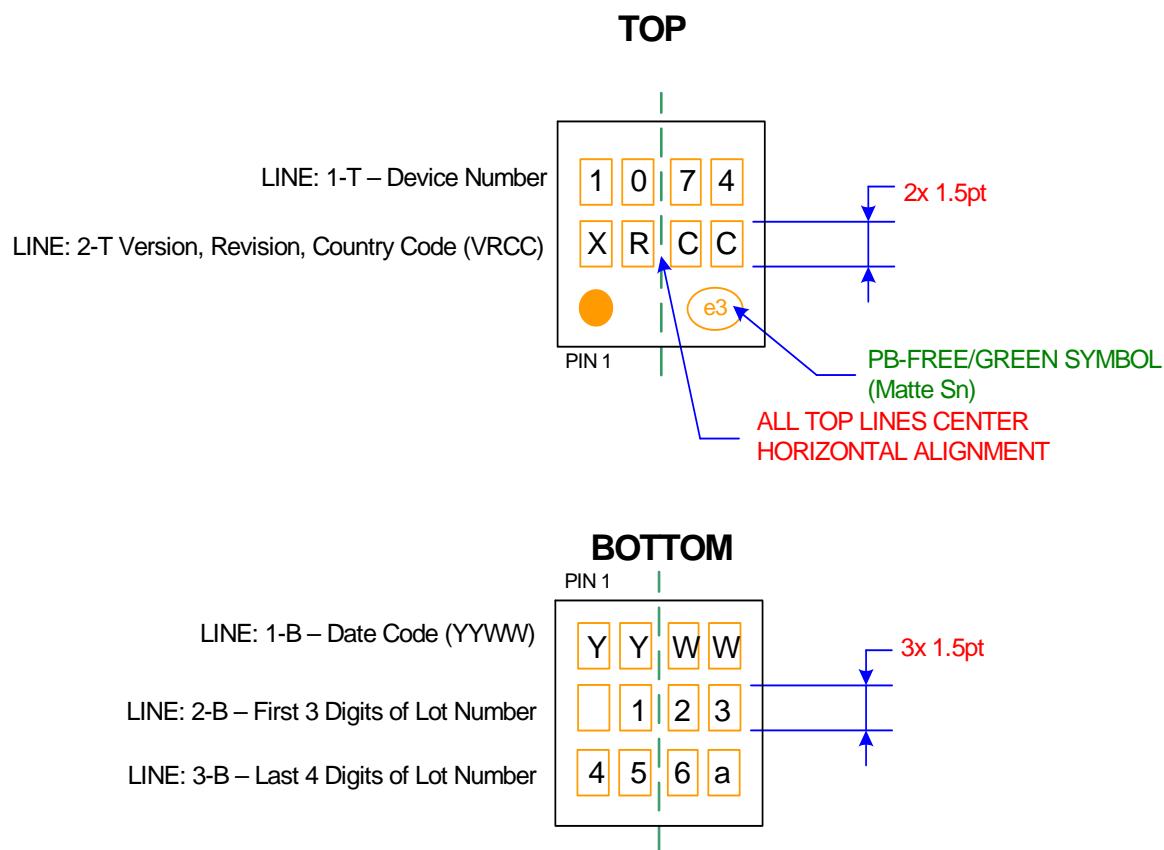 TOP
LINE: 1-T – Device Number
1 0 7 4
2x 1.5pt
LINE: 2-T Version, Revision, Country Code (VRCC)
X R C C
e3
PIN 1
PB-FREE/GREEN SYMBOL
(Matte Sn)
ALL TOP LINES CENTER
HORIZONTAL ALIGNMENT
BOTTOM
PIN 1
LINE: 1-B – Date Code (YYWW)
Y Y W W
3x 1.5pt
LINE: 2-B – First 3 Digits of Lot Number
1 2 3
LINE: 3-B – Last 4 Digits of Lot Number
4 5 6 a